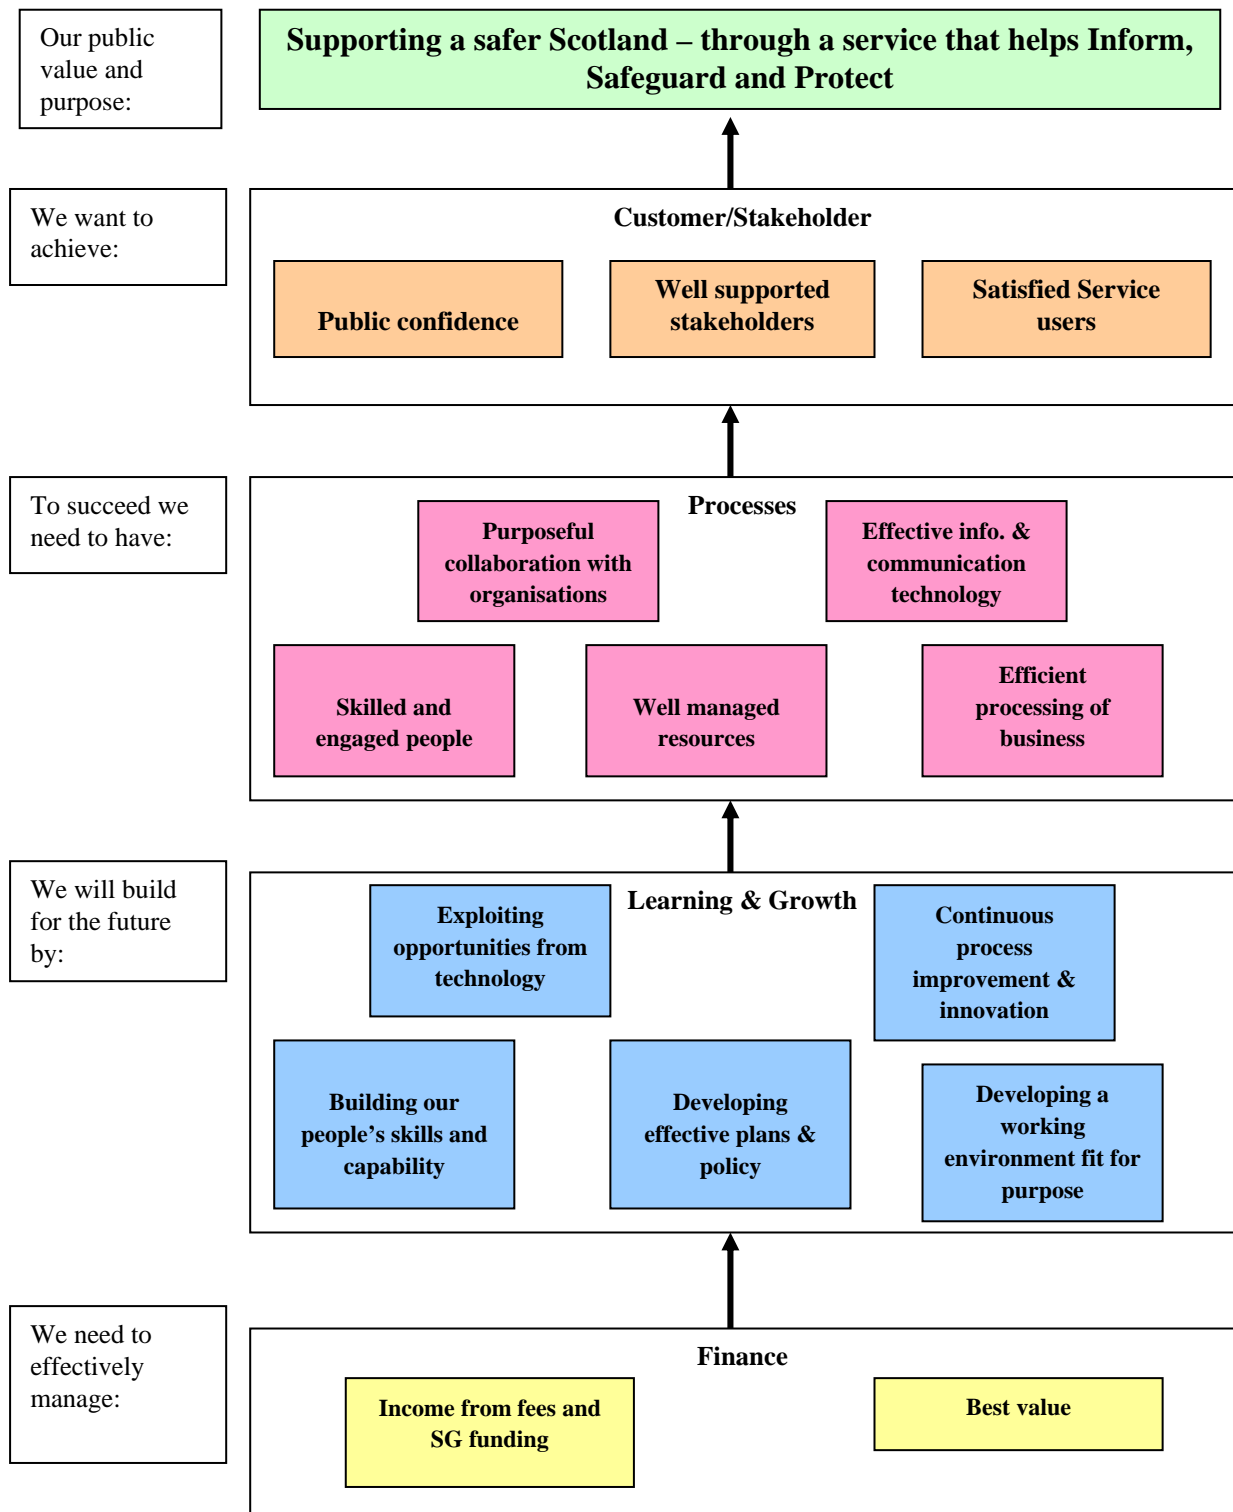 Our public
value and
purpose:
Supporting a safer Scotland – through a service that helps Inform,
Safeguard and Protect
We want to
achieve:
Customer/Stakeholder
Public confidence
Well supported
stakeholders
Satisfied Service
users
To succeed we
need to have:
Processes
Purposeful
collaboration with
organisations
Effective info. &
communication
technology
Skilled and
engaged people
Well managed
resources
Efficient
processing of
business
We will build
for the future
by:
Learning & Growth
Exploiting
opportunities from
technology
Continuous
process
improvement &
innovation
Building our
people’s skills and
capability
Developing
effective plans &
policy
Developing a
working
environment fit for
purpose
We need to
effectively
manage:
Finance
Income from fees and
SG funding
Best value